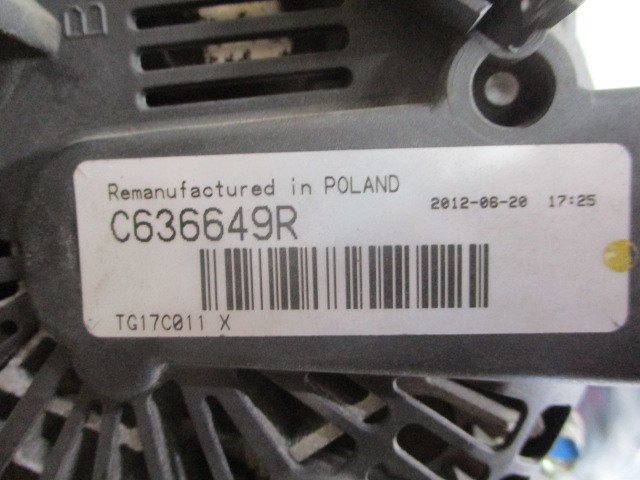 B
Remanufactured in POLAND
2012-06-20 17:25
C636649R
TG17C011 X